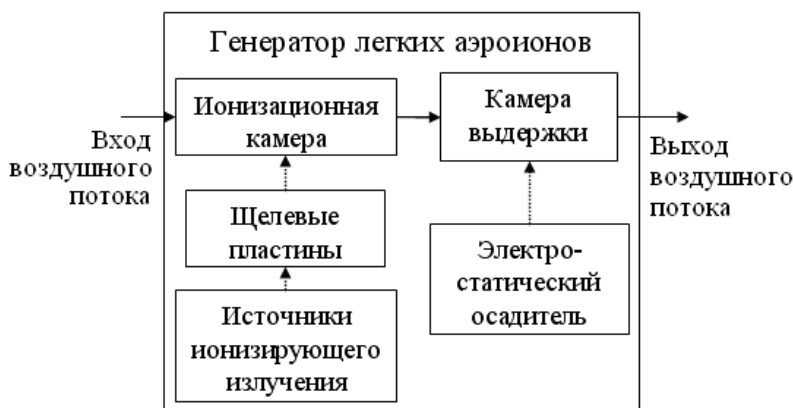 Генератор легких аэроионов
Ионизационная
камера
Камера
выдержки
Вход
воздушного
потока
Выход
воздушного
потока
Щелевые
пластины
Электро-
статический
осадитель
Источники
ионизирующего
излучения